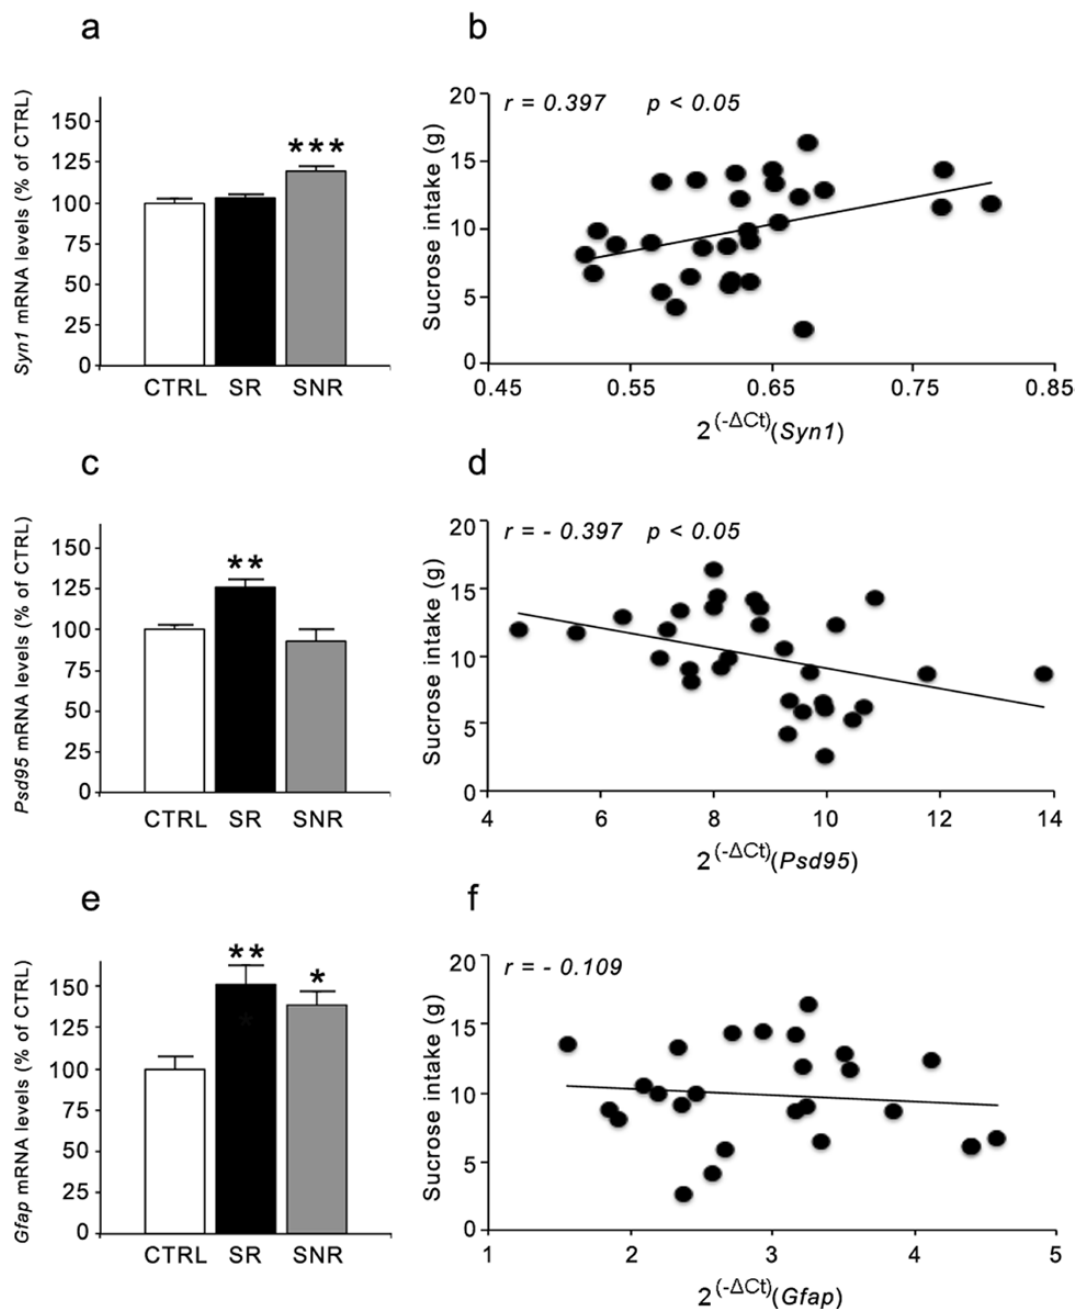 a
Syn1 mRNA levels (% of CTRL)
150
125
100
75
50
25
0
***
CTRL SR SNR
b
Sucrose intake (g)
20
15
10
5
0
r = 0.397 p < 0.05
0.45 0.55 0.65 0.75 0.85
2(-ΔCt)(Syn1)
c
Psd95 mRNA levels (% of CTRL)
150
125
100
75
50
25
0
**
CTRL SR SNR
d
Sucrose intake (g)
20
15
10
5
0
r = - 0.397 p < 0.05
4 6 8 10 12 14
2(-ΔCt)(Psd95)
e
Gfap mRNA levels (% of CTRL)
150
125
100
75
50
25
0
**
*
*
CTRL SR SNR
f
Sucrose intake (g)
20
15
10
5
0
r = - 0.109
1 2 3 4 5
2(-ΔCt)(Gfap)